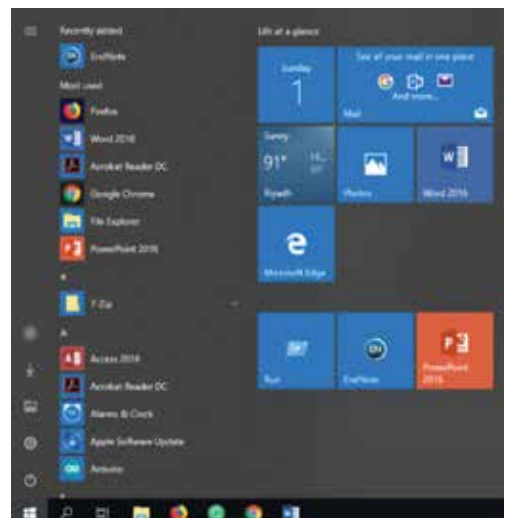 Recently added
EndNote
Most used
Firefox
Word 2016
Acrobat Reader DC
Google Chrome
File Explorer
PowerPoint 2016
#
7-Zip
A
Access 2016
Acrobat Reader DC
Alarms & Clock
Apple Software Update
Arduino
Life at a glance
Sunday
1
See all your mail in one place
And more...
Mail
Sunny
91°
Riyadh
Photos
Word 2016
Microsoft Edge
Run
EndNote
PowerPoint
2016